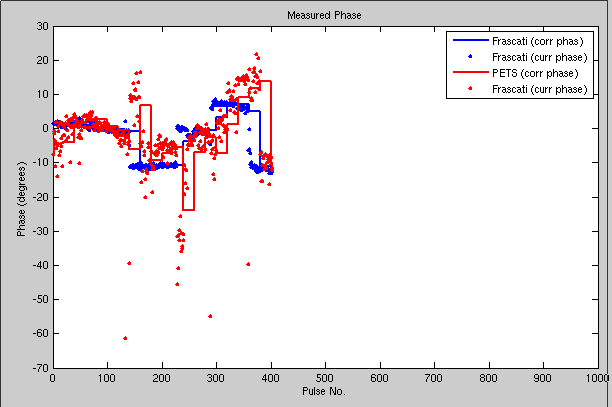 Measured Phase
Frascati (corr phas)
Frascati (curr phase)
PETS (corr phase)
Frascati (curr phase)
30
20
10
0
-10
-20
-30
-40
-50
-60
-70
Phase (degrees)
0 100 200 300 400 500 600 700 800 900 1000
Pulse No.